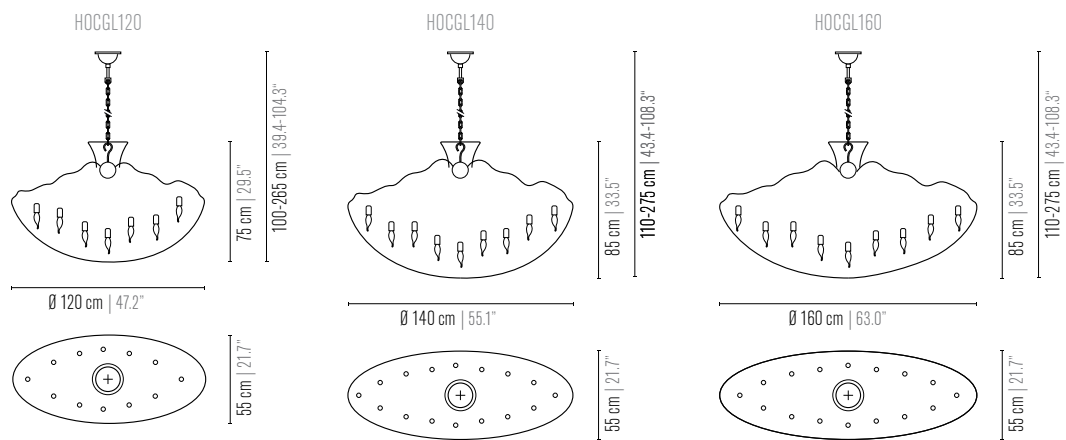 HOCGL120
75 cm | 29.5"
100-265 cm | 39.4-104.3"
Ø 120 cm | 47.2"
55 cm | 21.7"
HOCGL140
85 cm | 33.5"
110-275 cm | 43.4-108.3"
Ø 140 cm | 55.1"
55 cm | 21.7"
HOCGL160
85 cm | 33.5"
110-275 cm | 43.4-108.3"
Ø 160 cm | 63.0"
55 cm | 21.7"